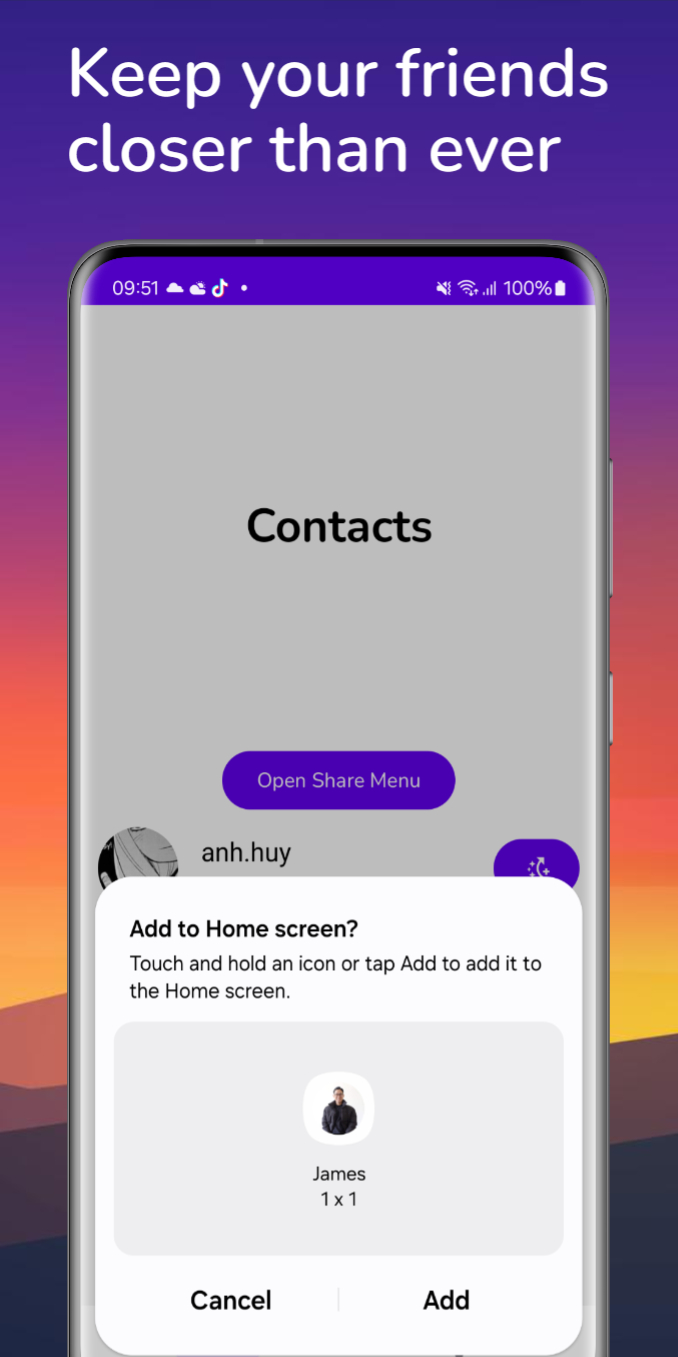 Keep your friends
closer than ever
09:51
100%
Contacts
Open Share Menu
anh.huy
Add to Home screen?
Touch and hold an icon or tap Add to add it to
the Home screen.
James
1 x 1
Cancel
Add